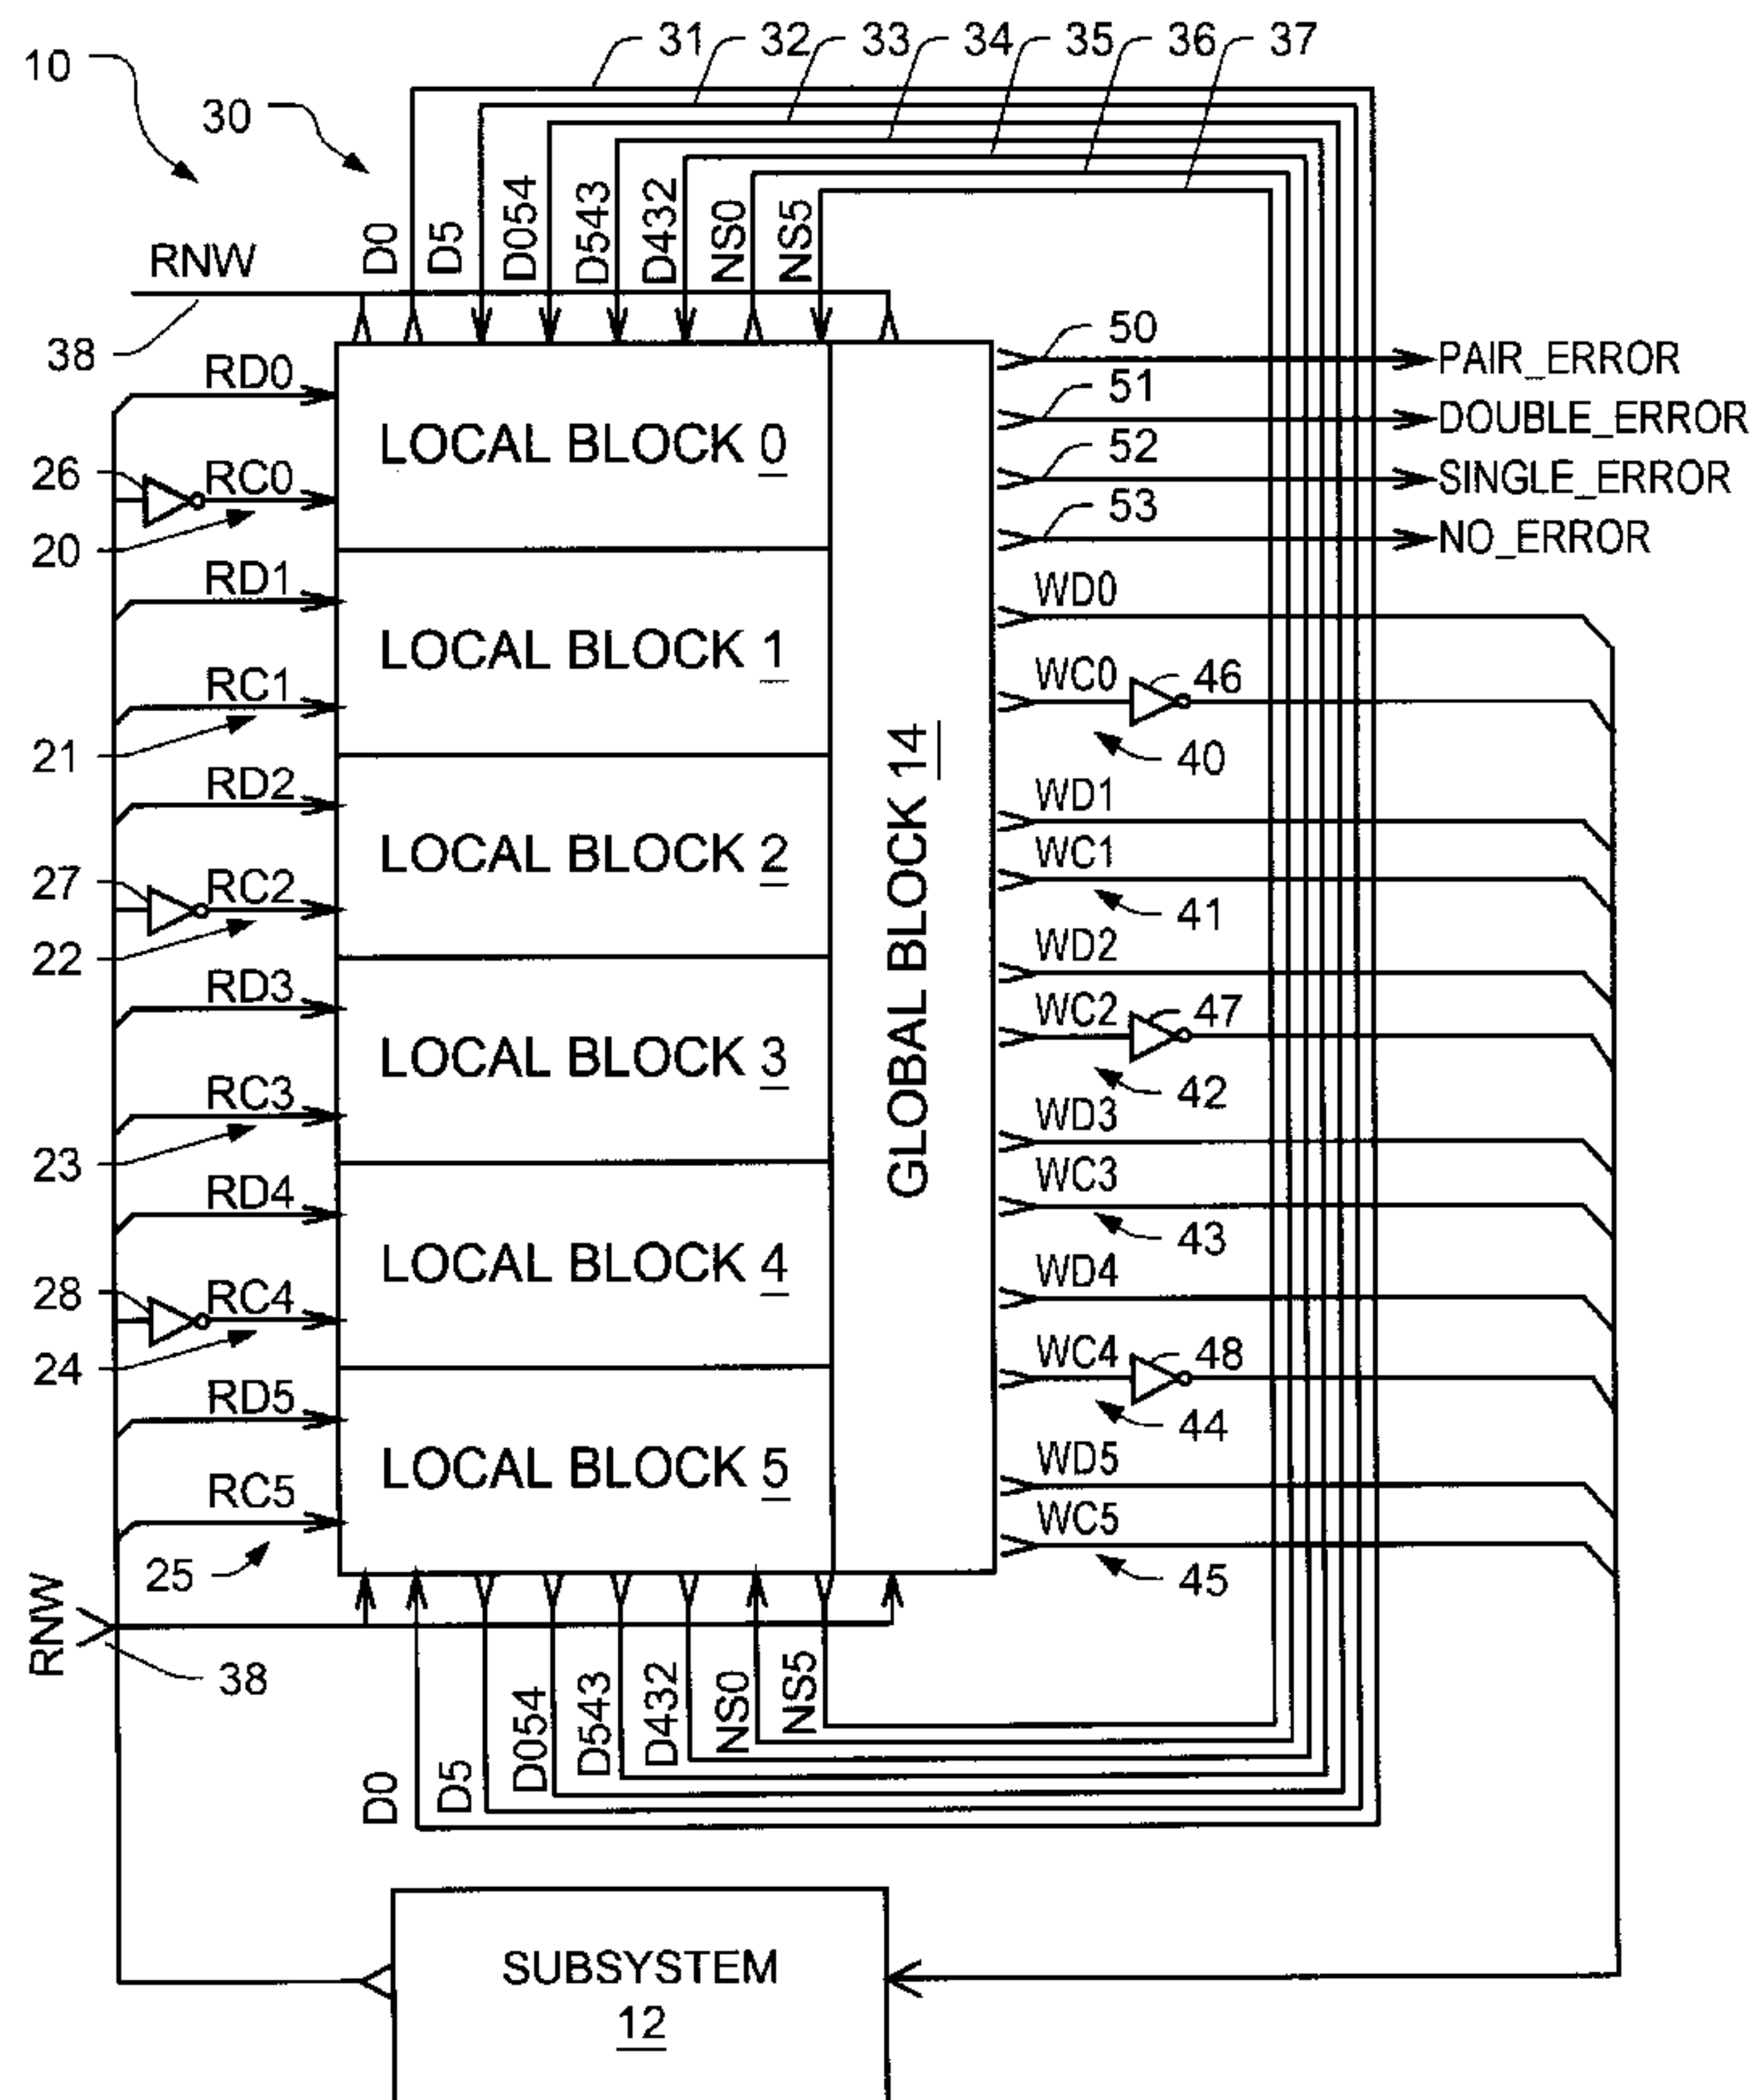 31 32 33 34 35 36 37
10
30
D0
D5
D054
D543
D432
NS0
NS5
RNW
38
50
PAIR_ERROR
RD0
51
DOUBLE_ERROR
LOCAL BLOCK 0
52
SINGLE_ERROR
26
RC0
53
NO_ERROR
20
RD1
WD0
LOCAL BLOCK 1
RC1
WC0
46
21
40
RD2
WD1
LOCAL BLOCK 2
GLOBAL BLOCK 14
WC1
27
RC2
41
22
WD2
RD3
WC2
47
LOCAL BLOCK 3
RC3
42
WD3
23
WC3
RD4
43
LOCAL BLOCK 4
WD4
28
RC4
WC4
48
24
44
RD5
WD5
LOCAL BLOCK 5
RC5
WC5
25
45
RNW
38
D0
D5
D054
D543
D432
NS0
NS5
SUBSYSTEM
12